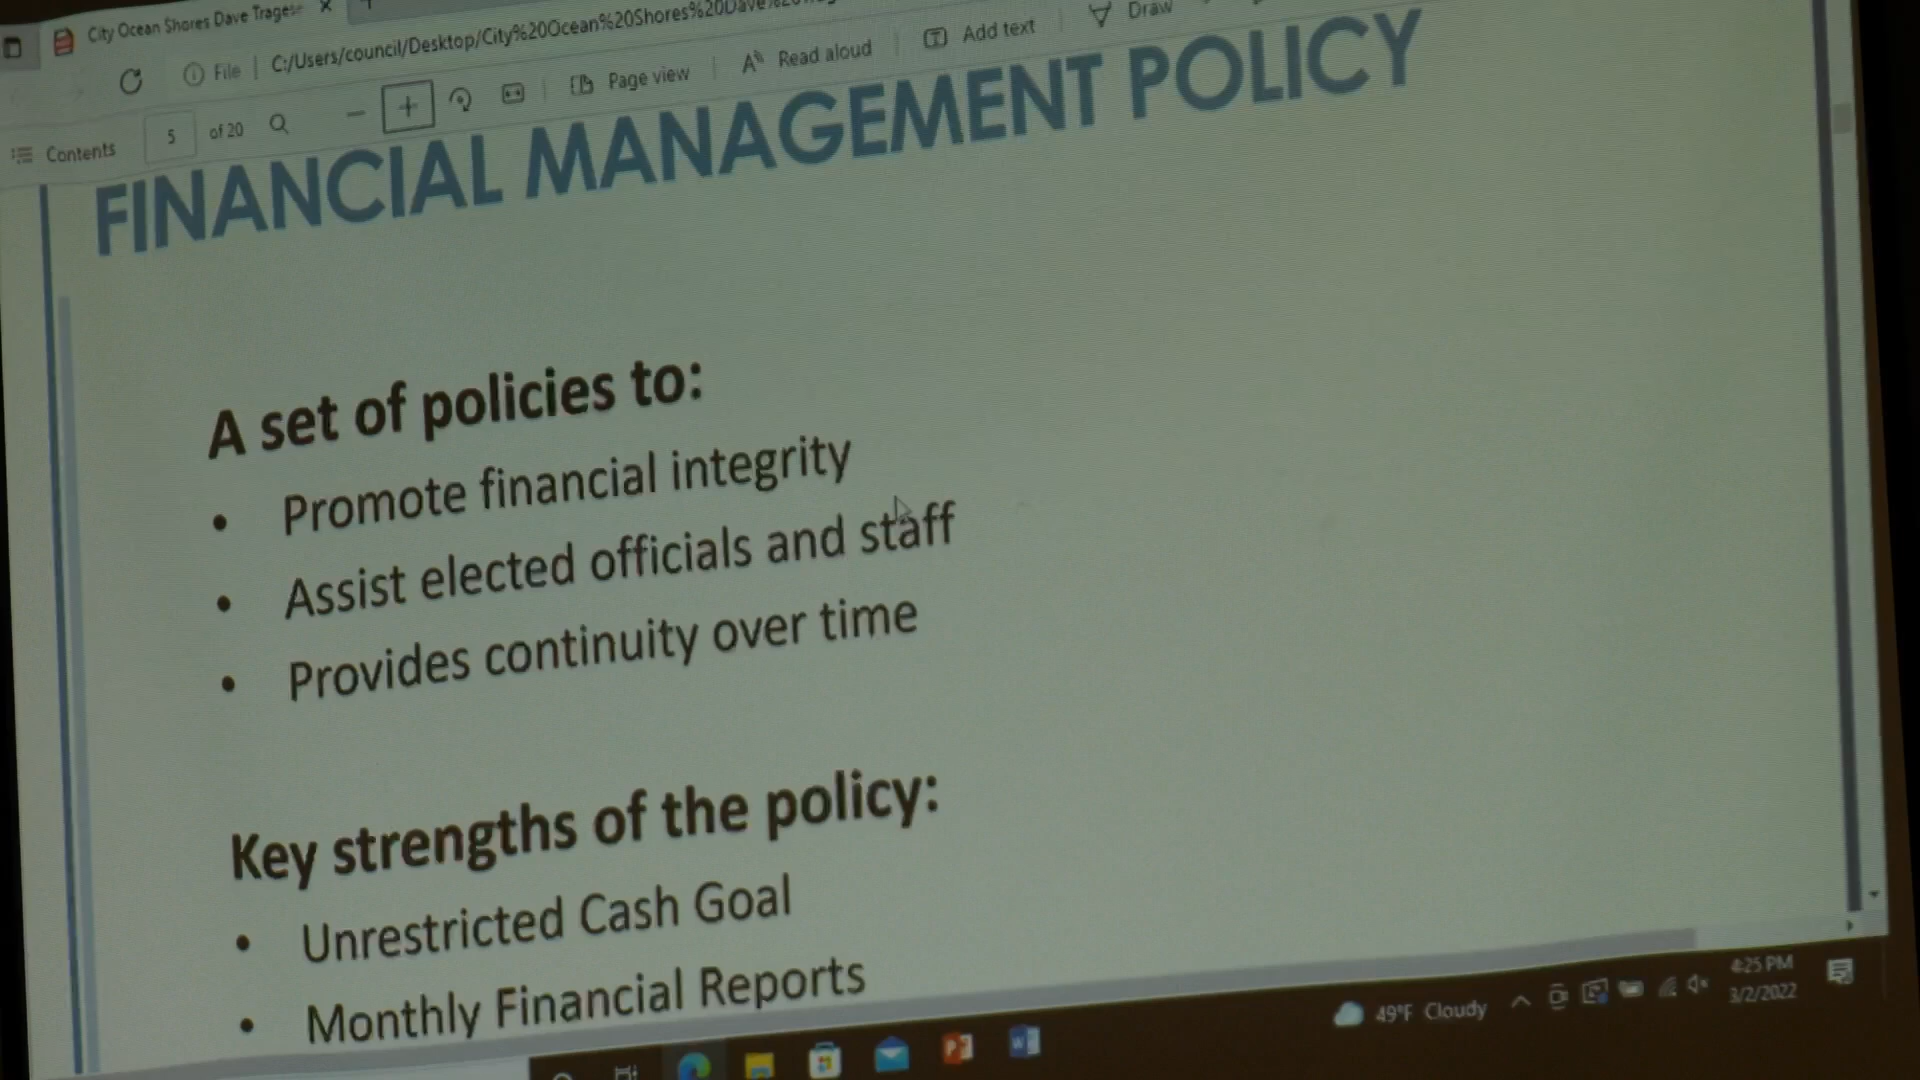 City Ocean Shores Dave Trages
File
C:/Users/council/Desktop/City%20Ocean%20Shores%20Dave
Contents
5 of 20
Page view
Read aloud
Add text
Draw
FINANCIAL MANAGEMENT POLICY
A set of policies to:
• Promote financial integrity
• Assist elected officials and staff
• Provides continuity over time
Key strengths of the policy:
• Unrestricted Cash Goal
• Monthly Financial Reports
49°F Cloudy
4:25 PM
3/2/2022